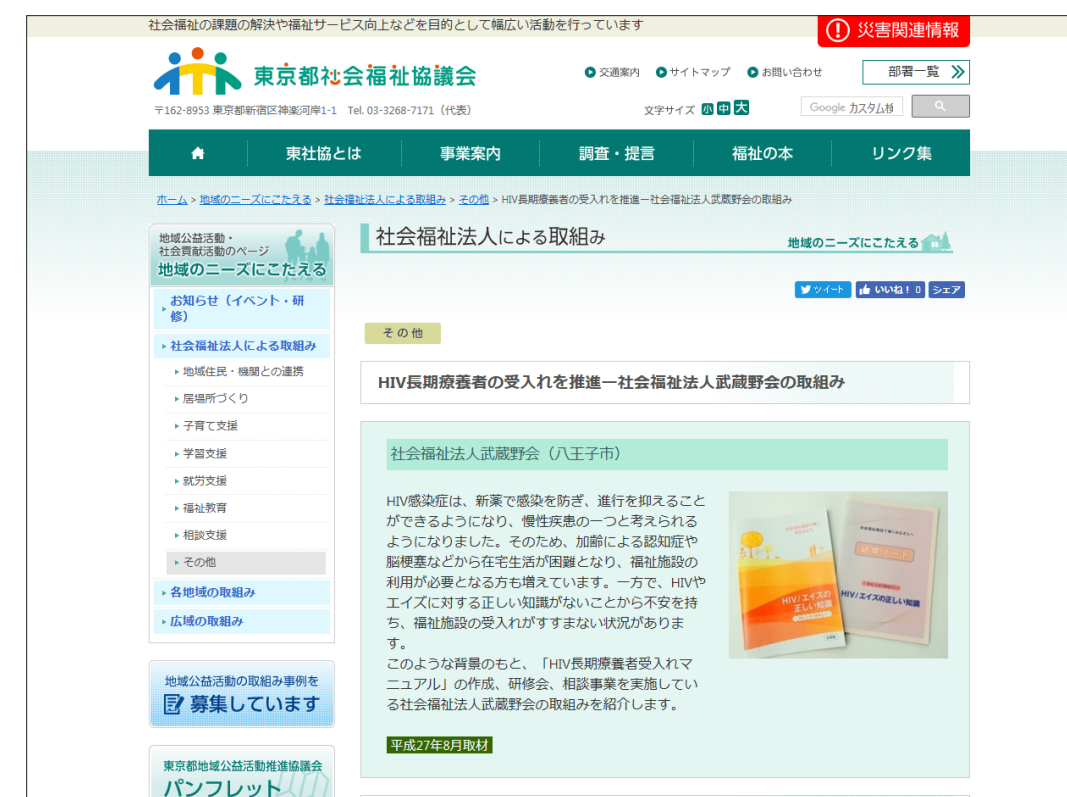 社会福祉の課題の解決や福祉サービス向上などを目的として幅広い活動を行っています
災害関連情報
東京都社会福祉協議会
交通案内 サイトマップ お問い合わせ
部署一覧
〒162-8953 東京都新宿区神楽河岸1-1 Tel. 03-3268-7171（代表）
文字サイズ 小 中 大
Google カスタム検
東社協とは 事業案内 調査・提言 福祉の本 リンク集
ホーム > 地域のニーズにこたえる > 社会福祉法人による取組み > その他 > HIV長期療養者の受入れを推進ー社会福祉法人武蔵野会の取組み
地域公益活動・
社会貢献活動のページ
地域のニーズにこたえる
お知らせ（イベント・研
修）
社会福祉法人による取組み
地域住民・機関との連携
居場所づくり
子育て支援
学習支援
就労支援
福祉教育
相談支援
その他
各地域の取組み
広域の取組み
地域公益活動の取組み事例を
募集しています
東京都地域公益活動推進協議会
パンフレット
社会福祉法人による取組み
地域のニーズにこたえる
ツイート いいね！ 0 シェア
その他
HIV長期療養者の受入れを推進ー社会福祉法人武蔵野会の取組み
社会福祉法人武蔵野会（八王子市）
HIV感染症は、新薬で感染を防ぎ、進行を抑えること
ができるようになり、慢性疾患の一つと考えられる
ようになりました。そのため、加齢による認知症や
脳梗塞などから在宅生活が困難となり、福祉施設の
利用が必要となる方も増えています。一方で、HIVや
エイズに対する正しい知識がないことから不安を持
ち、福祉施設の受入れがすすまない状況がありま
す。
このような背景のもと、「HIV長期療養者受入れマ
ニュアル」の作成、研修会、相談事業を実施してい
る社会福祉法人武蔵野会の取組みを紹介します。
平成27年8月取材
HIV/エイズの
正しい知識
研修ノート
HIV/エイズの正しい知識